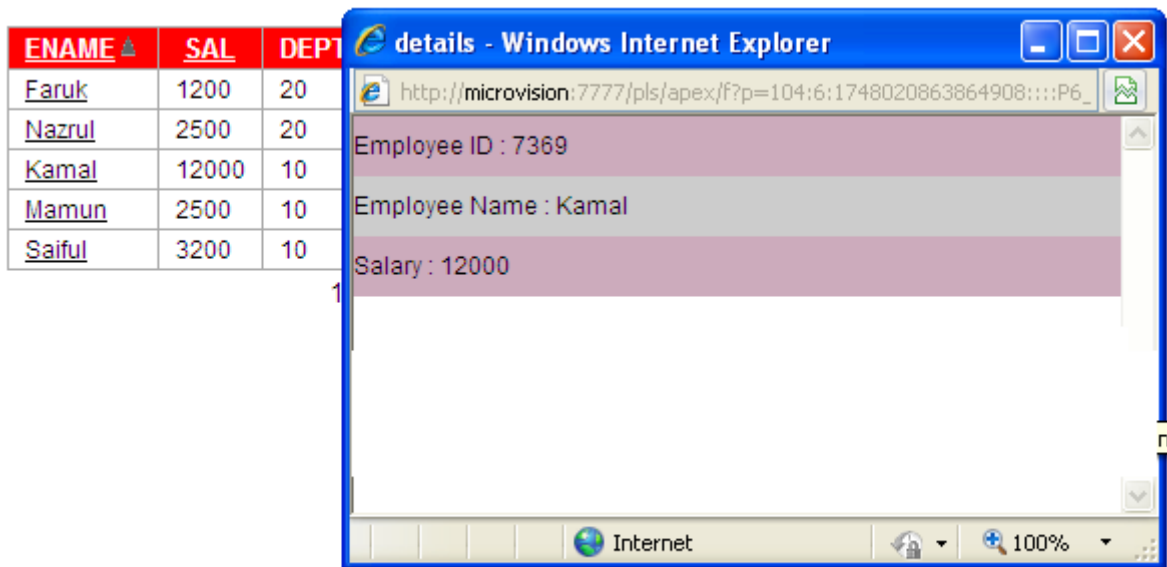 ENAME SAL DEPT
Faruk 1200 20
Nazrul 2500 20
Kamal 12000 10
Mamun 2500 10
Saiful 3200 10
1
details - Windows Internet Explorer
http://microvision:7777/pls/apex/f?p=104:6:1748020863864908::::P6_
Employee ID : 7369
Employee Name : Kamal
Salary : 12000
Internet 100%